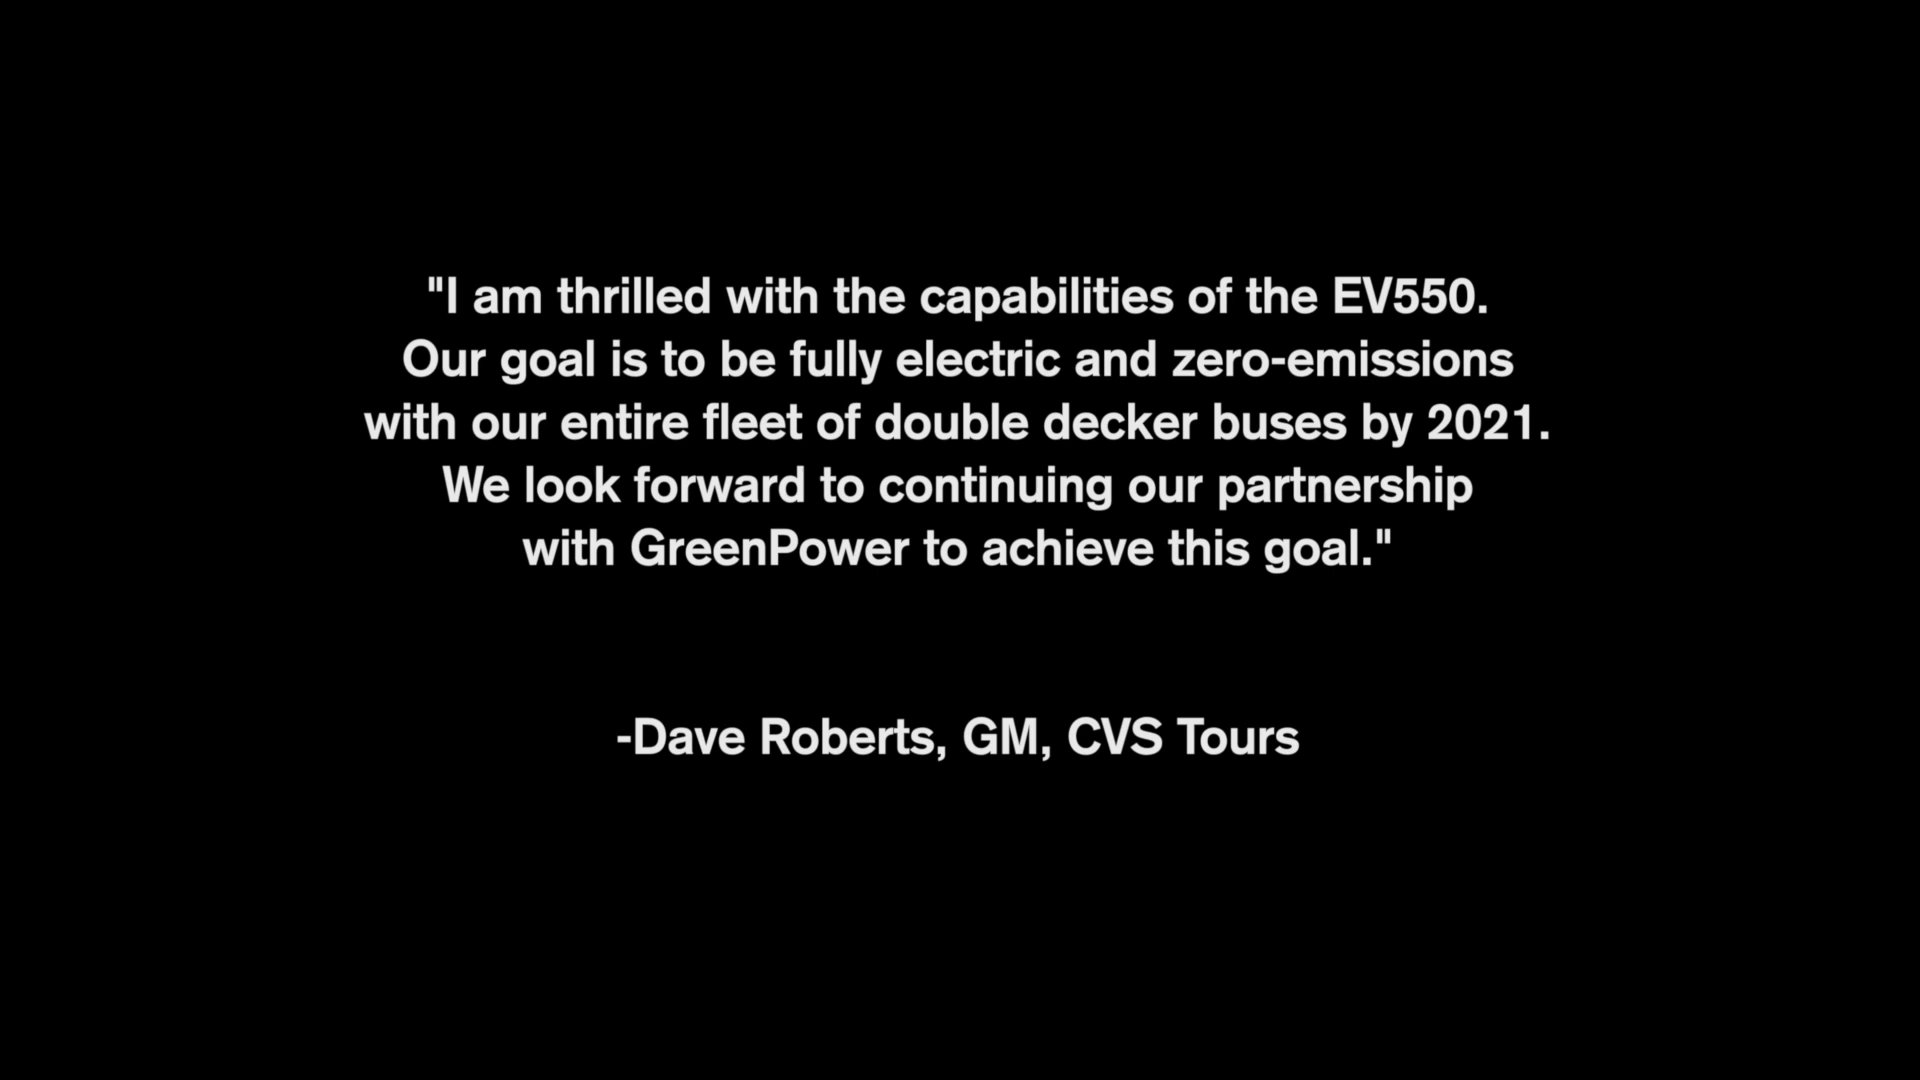 "I am thrilled with the capabilities of the EV550.
Our goal is to be fully electric and zero-emissions
with our entire fleet of double decker buses by 2021.
We look forward to continuing our partnership
with GreenPower to achieve this goal."
-Dave Roberts, GM, CVS Tours